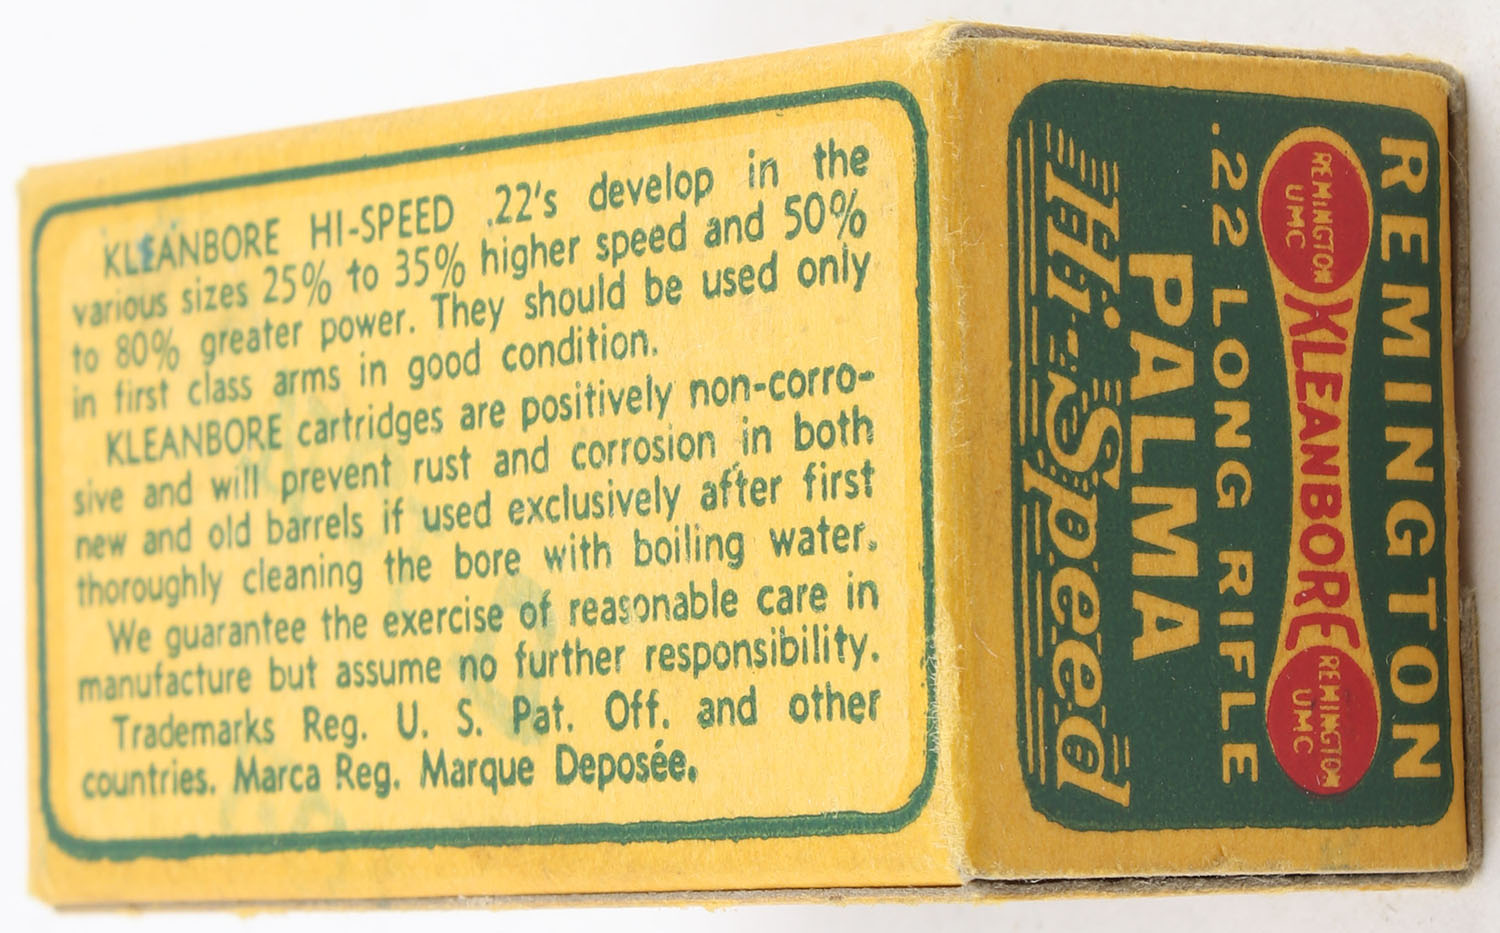 KLEANBORE HI-SPEED .22's develop in the
various sizes 25% to 35% higher speed and 50%
to 80% greater power. They should be used only
in first class arms in good condition.
KLEANBORE cartridges are positively non-corro-
sive and will prevent rust and corrosion in both
new and old barrels if used exclusively after first
thoroughly cleaning the bore with boiling water.
We guarantee the exercise of reasonable care in
manufacture but assume no further responsibility.
Trademarks Reg. U. S. Pat. Off. and other
countries. Marca Reg. Marque Deposée.
REMINGTON
REMINGTON
UMC
KLEANBORE
REMINGTON
UMC
.22 LONG RIFLE
PALMA
Hi-Speed